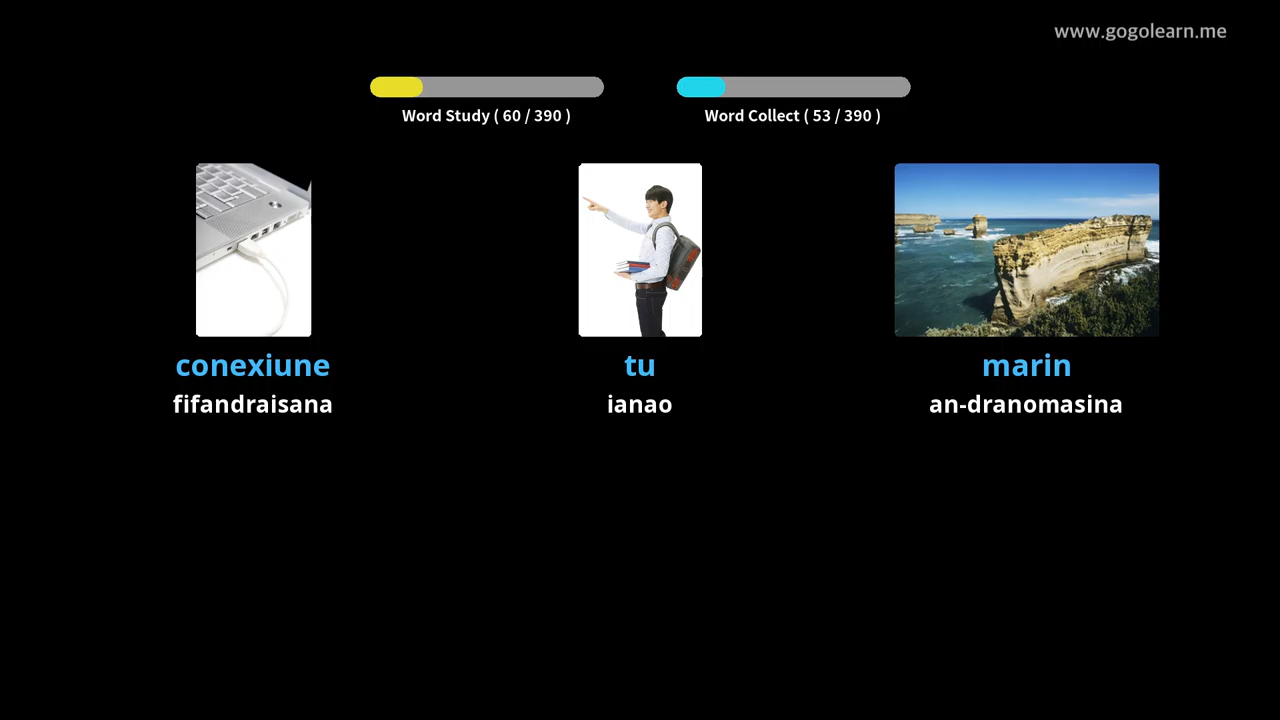 www.gogolearn.me
Word Study ( 60 / 390 )
Word Collect ( 53 / 390 )
conexiune
fifandraisana
tu
ianao
marin
an-dranomasina